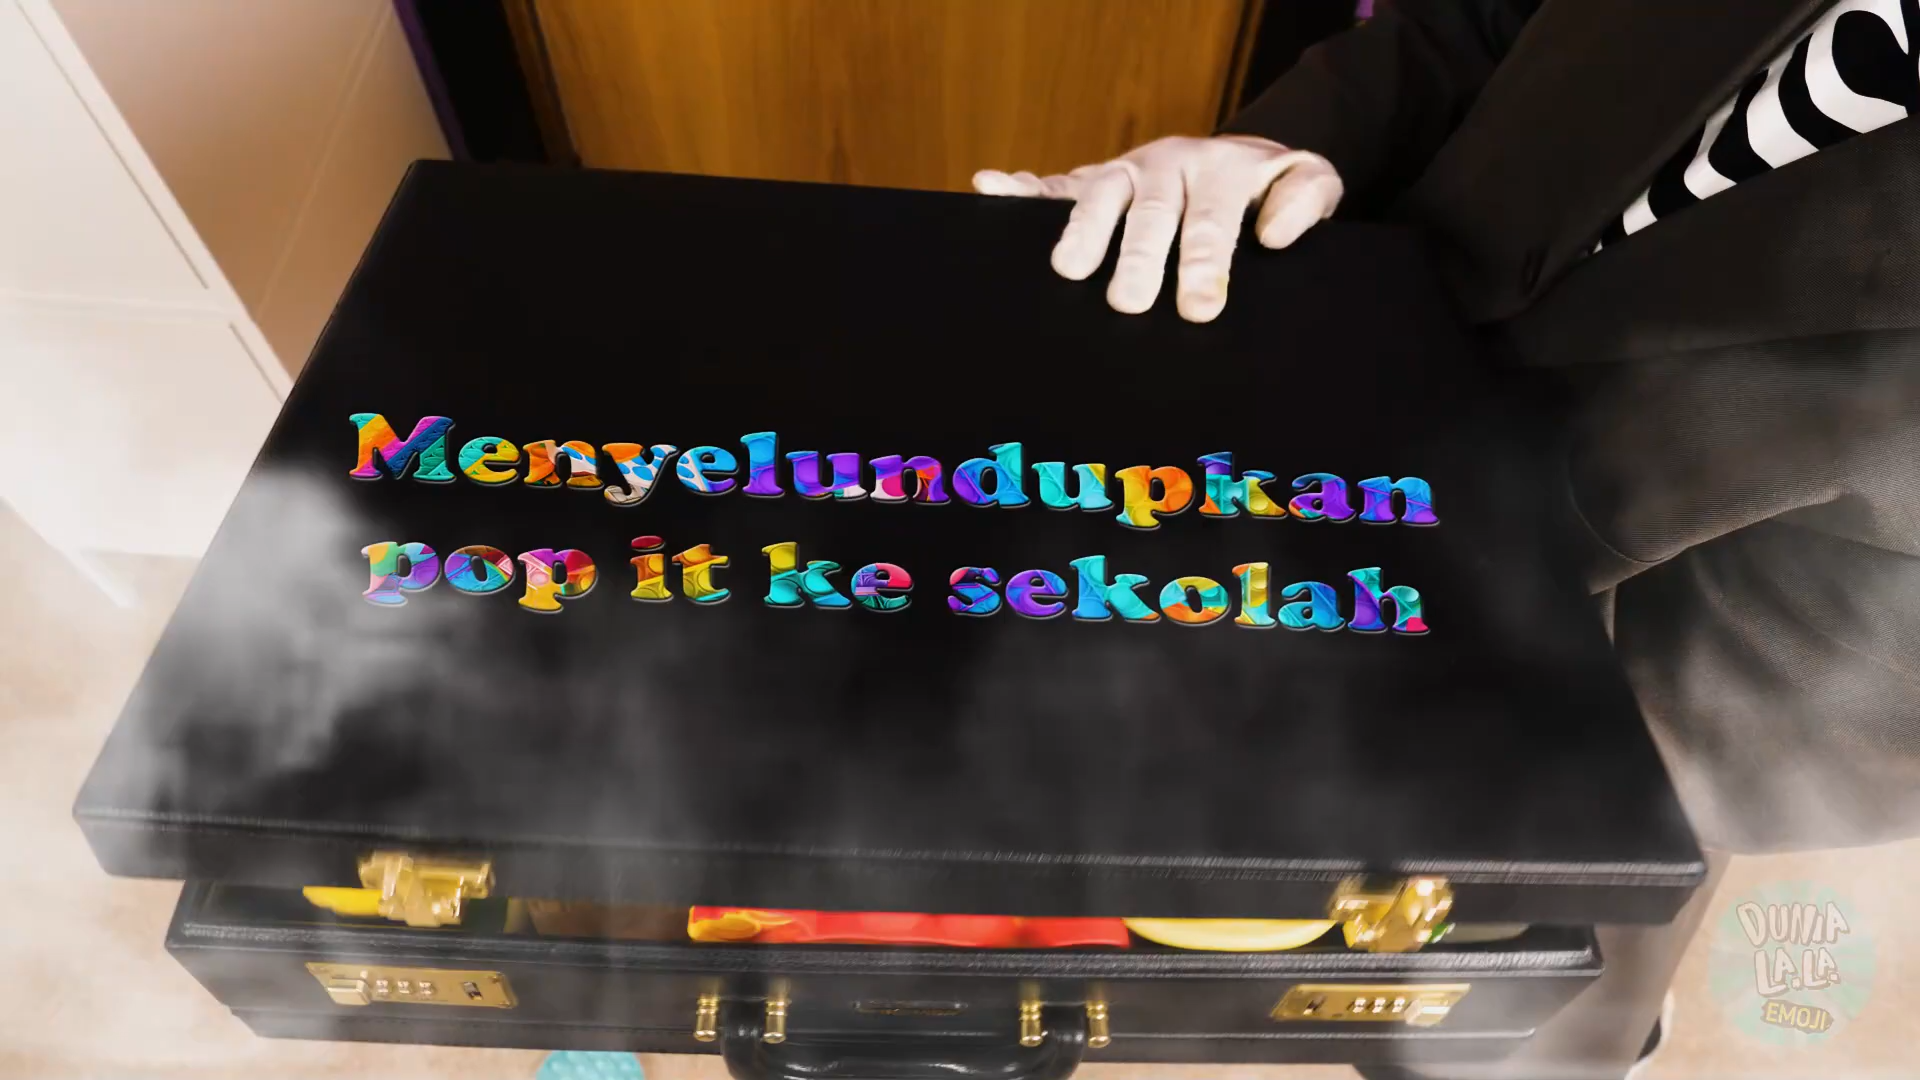 Menyelundupkan
pop it ke sekolah
DUNIA
LA.LA.
EMOJI